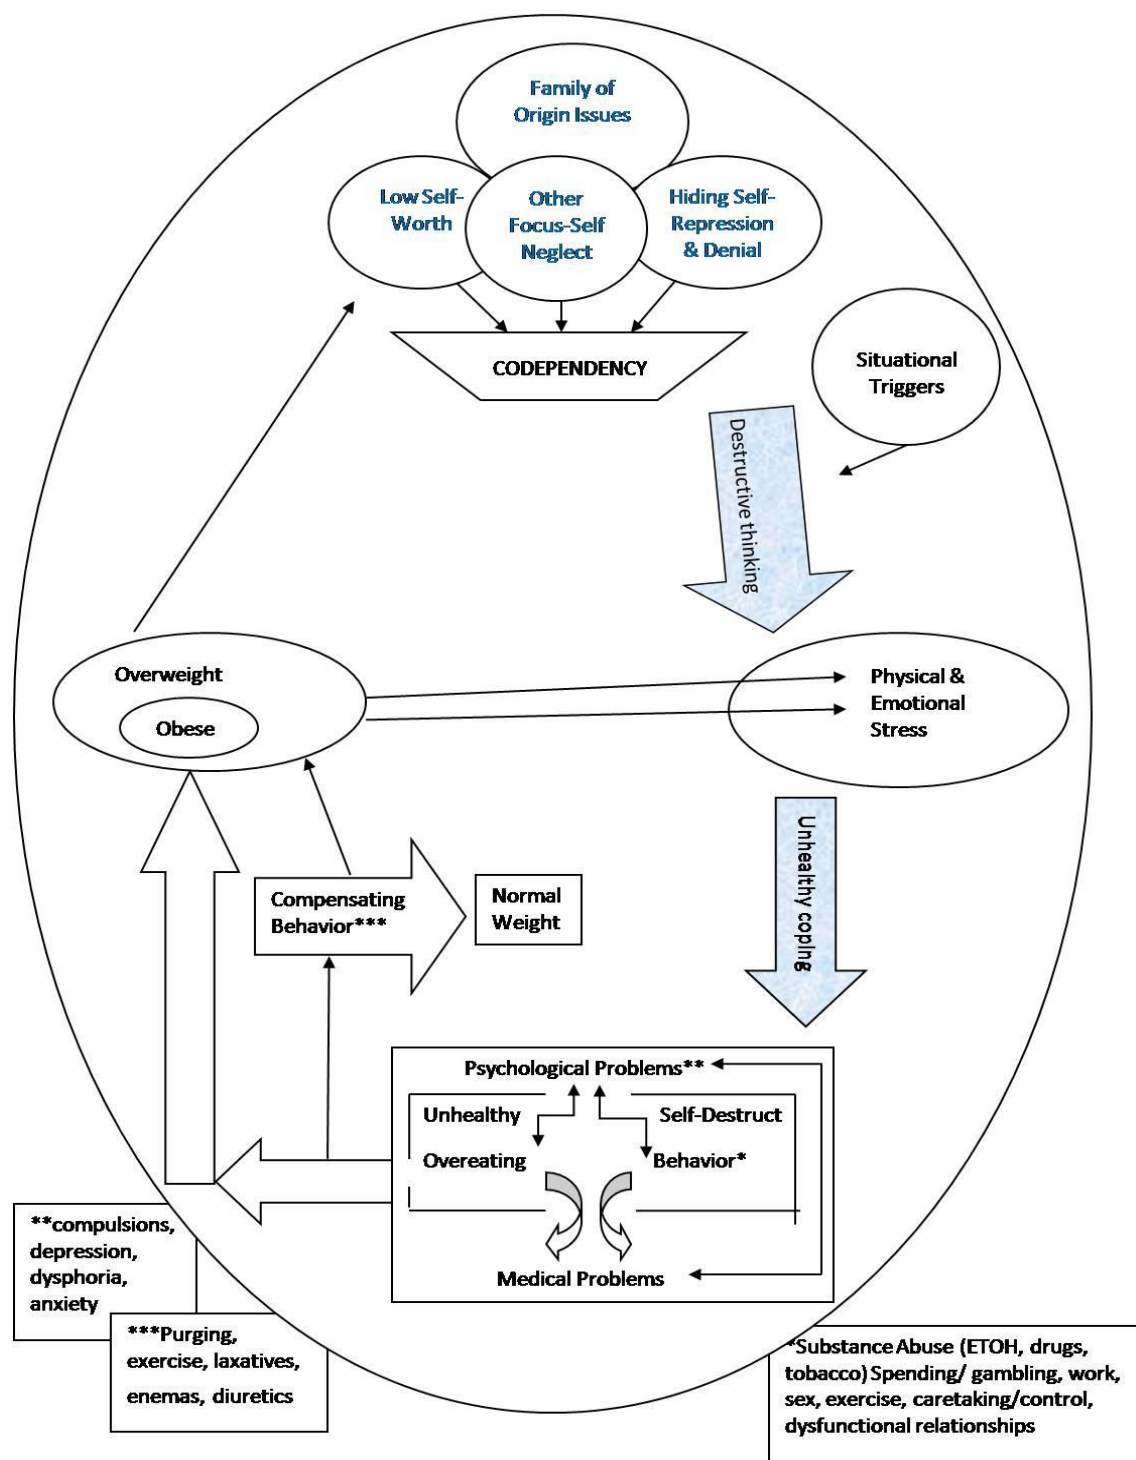 Family of
Origin Issues
Low Self-
Worth
Other
Focus-Self
Neglect
Hiding Self-
Repression
& Denial
CODEPENDENCY
Situational
Triggers
Destructive thinking
Overweight
Obese
Physical &
Emotional
Stress
Unhealthy coping
Compensating
Behavior***
Normal
Weight
Psychological Problems**
Unhealthy
Self-Destruct
Overeating
Behavior*
Medical Problems
**compulsions,
depression,
dysphoria,
anxiety
***Purging,
exercise, laxatives,
enemas, diuretics
*Substance Abuse (ETOH, drugs,
tobacco) Spending/ gambling, work,
sex, exercise, caretaking/control,
dysfunctional relationships